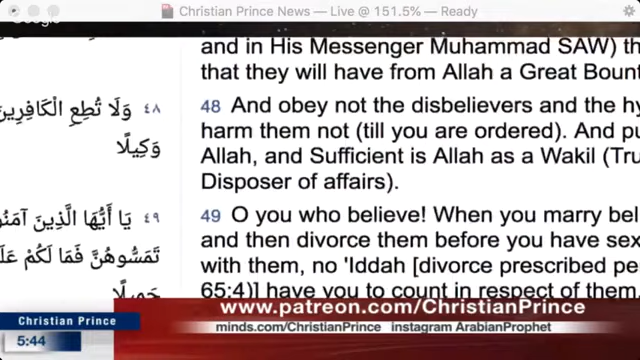 Christian Prince News — Live @ 151.5% — Ready
and in His Messenger Muhammad SAW) th
that they will have from Allah a Great Boun
٤٨ وَلَا تُطِعِ الْكَافِرِينَ
وَكِيلًا
48 And obey not the disbelievers and the hy
harm them not (till you are ordered). And pu
Allah, and Sufficient is Allah as a Wakil (Tru
Disposer of affairs).
٤٩ يَا أَيُّهَا الَّذِينَ آمَنُو
تَمَسُّوهُنَّ فَمَا لَكُمْ عَلَ
جَمِيلًا
49 O you who believe! When you marry bel
and then divorce them before you have sex
with them, no 'Iddah [divorce prescribed pe
65:4)] have you to count in respect of them.
www.patreon.com/ChristianPrince
minds.com/ChristianPrince instagram ArabianProphet
Christian Prince
5:44